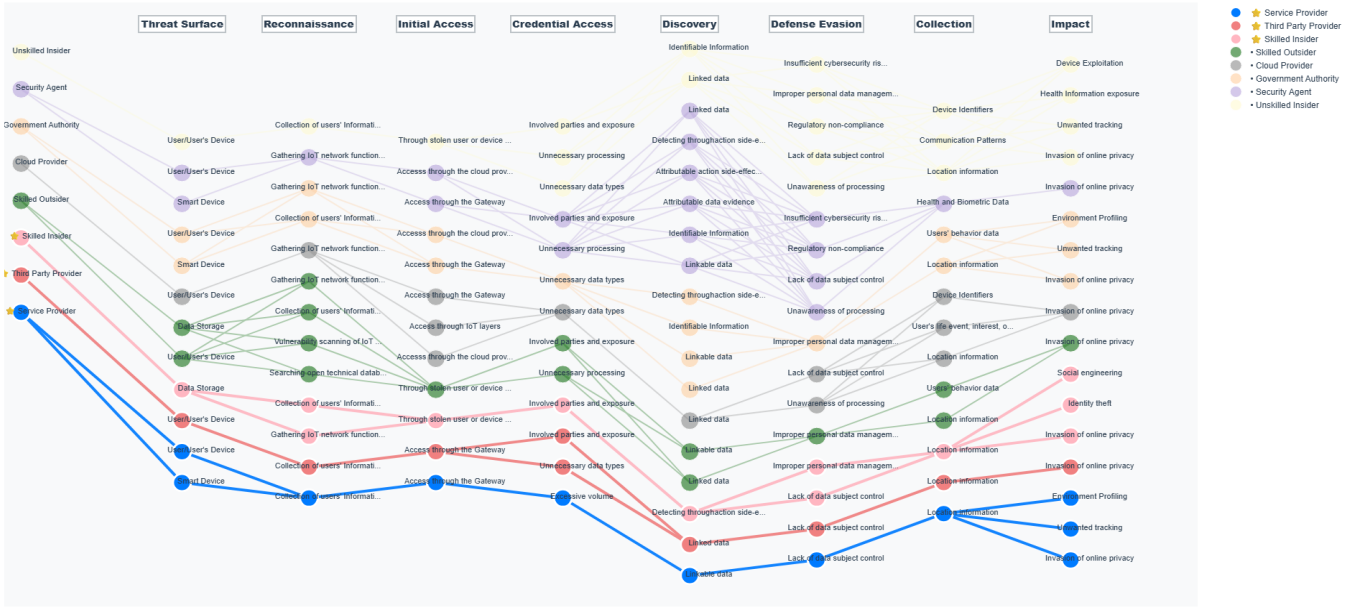 Threat Surface
Reconnaissance
Initial Access
Credential Access
Discovery
Defense Evasion
Collection
Impact
Unskilled Insider
Security Agent
Government Authority
Cloud Provider
Skilled Outsider
Skilled Insider
Third Party Provider
Service Provider
User/User's Device
User/User's Device
Smart Device
User/User's Device
Smart Device
User/User's Device
Data Storage
User/User's Device
Data Storage
User/User's Device
User/User's Device
Smart Device
Collection of users' Informati...
Gathering IoT network function...
Gathering IoT network function...
Collection of users' Informati...
Gathering IoT network function...
Gathering IoT network function...
Collection of users' Informati...
Vulnerability scanning of IoT ...
Searching-open technical datab...
Collection of users' Informati...
Gathering IoT network function...
Collection of users' Informati...
Collection of users' Informati...
Through stolen user or device ...
Accesss through the cloud prov...
Access through the Gateway
Accesss through the cloud prov...
Access through the Gateway
Access through the Gateway
Access through IoT layers
Accesss through the cloud prov...
Through stolen user or device ...
Through stolen user or device ...
Access through the Gateway
Access through the Gateway
Involved parties and exposure
Unnecessary processing
Unnecessary data types
Involved parties and exposure
Unnecessary processing
Unnecessary data types
Unnecessary data types
Involved parties and exposure
Unnecessary processing
Involved parties and exposure
Involved parties and exposure
Unnecessary data types
Excessive volume
Identifiable Information
Linked data
Linked data
Detecting throughaction side-e...
Attributable action side-effec...
Attributable data evidence
Identifiable Information
Linkable data
Detecting throughaction side-e...
Identifiable Information
Linkable data
Linked data
Linked data
Linkable data
Linked data
Detecting throughaction side-e...
Linked data
Linkable data
Insufficient cybersecurity ris...
Improper personal data managem...
Regulatory non-compliance
Lack of data subject control
Unawareness of processing
Insufficient cybersecurity ris...
Regulatory non-compliance
Lack of data subject control
Unawareness of processing
Improper personal data managem...
Lack of data subject control
Unawareness of processing
Improper personal data managem...
Improper personal data managem...
Lack of data subject control
Lack of data subject control
Lack of data subject control
Device Identifiers
Communication Patterns
Location information
Health and Biometric Data
Users' behavior data
Location information
Device Identifiers
User's life event, interest, o...
Location information
Users' behavior data
Location information
Location information
Location information
Location information
Device Exploitation
Health Information exposure
Unwanted tracking
Invasion of online privacy
Invasion of online privacy
Environment Profiling
Unwanted tracking
Invasion of online privacy
Invasion of online privacy
Invasion of online privacy
Social engineering
Identity theft
Invasion of online privacy
Invasion of online privacy
Environment Profiling
Unwanted tracking
Invasion of online privacy
Service Provider
Third Party Provider
Skilled Insider
• Skilled Outsider
• Cloud Provider
• Government Authority
• Security Agent
• Unskilled Insider